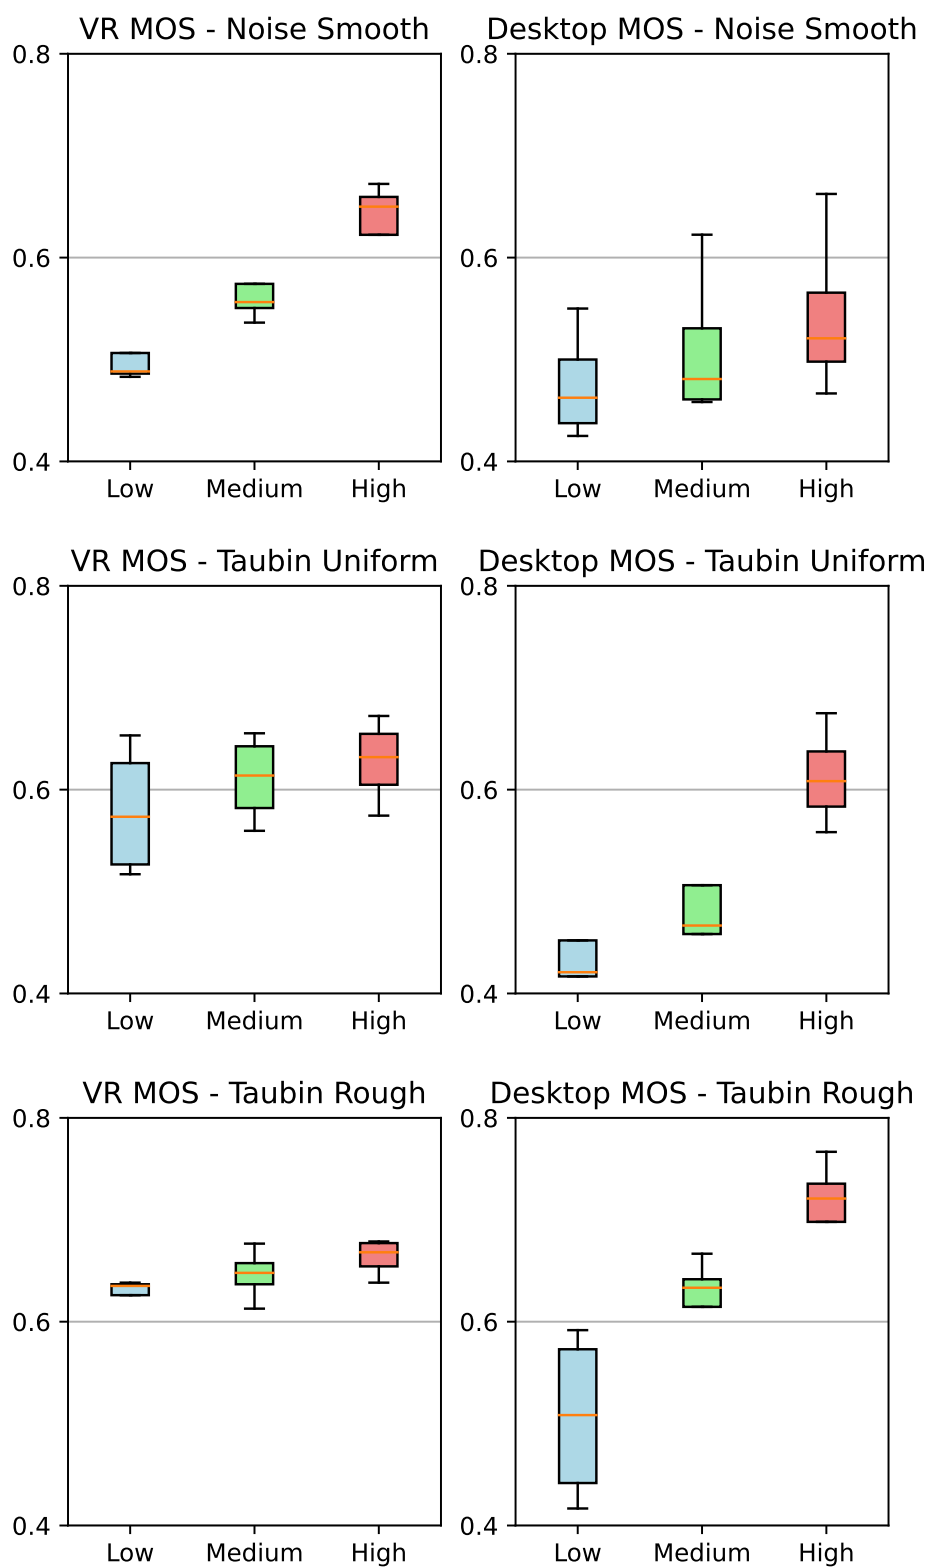 VR MOS - Noise Smooth
0.8
0.6
0.4
Low Medium High
Desktop MOS - Noise Smooth
0.8
0.6
0.4
Low Medium High
VR MOS - Taubin Uniform
0.8
0.6
0.4
Low Medium High
Desktop MOS - Taubin Uniform
0.8
0.6
0.4
Low Medium High
VR MOS - Taubin Rough
0.8
0.6
0.4
Low Medium High
Desktop MOS - Taubin Rough
0.8
0.6
0.4
Low Medium High